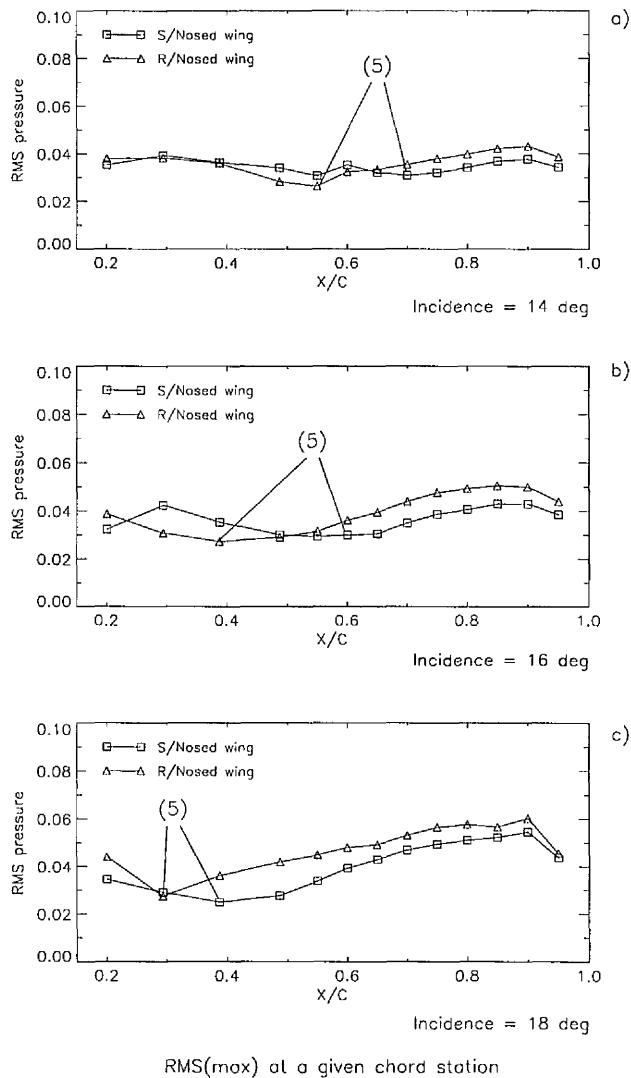 a)
S/Nosed wing
R/Nosed wing
(5)
RMS pressure
0.10
0.08
0.06
0.04
0.02
0.00
0.2 0.4 0.6 0.8 1.0
X/C
Incidence = 14 deg
b)
S/Nosed wing
R/Nosed wing
(5)
RMS pressure
0.10
0.08
0.06
0.04
0.02
0.00
0.2 0.4 0.6 0.8 1.0
X/C
Incidence = 16 deg
c)
S/Nosed wing
R/Nosed wing
(5)
RMS pressure
0.10
0.08
0.06
0.04
0.02
0.00
0.2 0.4 0.6 0.8 1.0
X/C
Incidence = 18 deg
RMS(max) at a given chord station